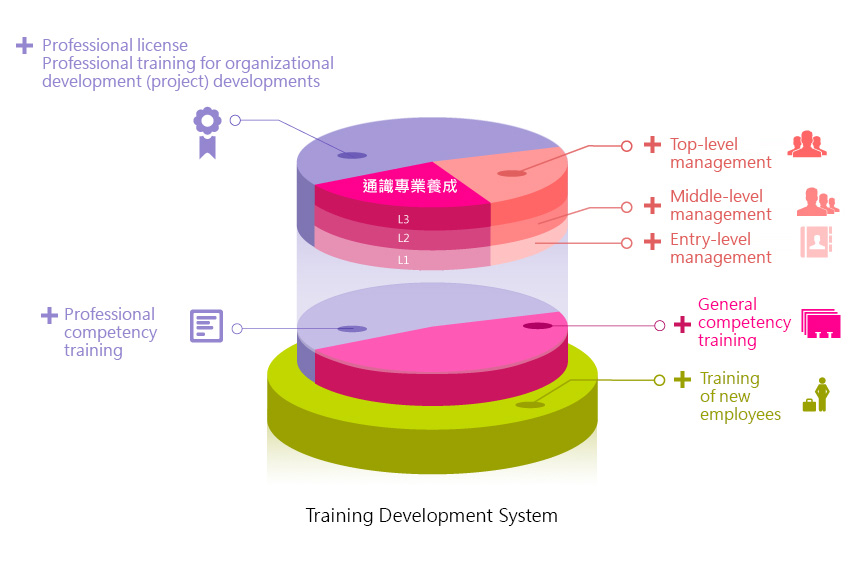 Professional license
Professional training for organizational
development (project) developments
Top-level
management
通識專業養成
Middle-level
management
L3
L2
L1
Entry-level
management
Professional
competency
training
General
competency
training
Training
of new
employees
Training Development System